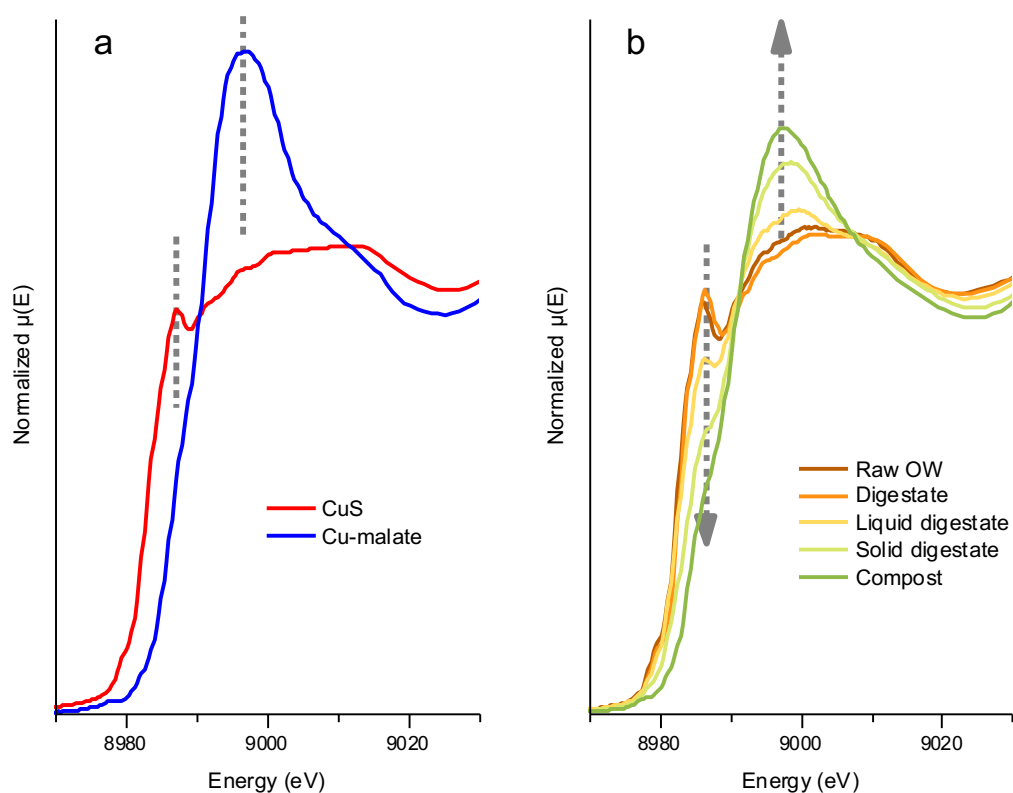 a
Normalized μ(E)
CuS
Cu-malate
8980
9000
9020
Energy (eV)
b
Normalized μ(E)
Raw OW
Digestate
Liquid digestate
Solid digestate
Compost
8980
9000
9020
Energy (eV)